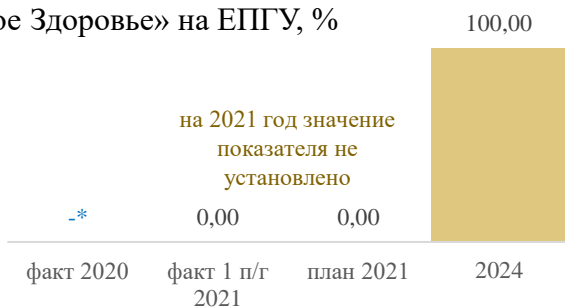 ое Здоровье» на ЕПГУ, %
100,00
на 2021 год значение
показателя не
установлено
-*
0,00
0,00
факт 2020
факт 1 п/г
2021
план 2021
2024